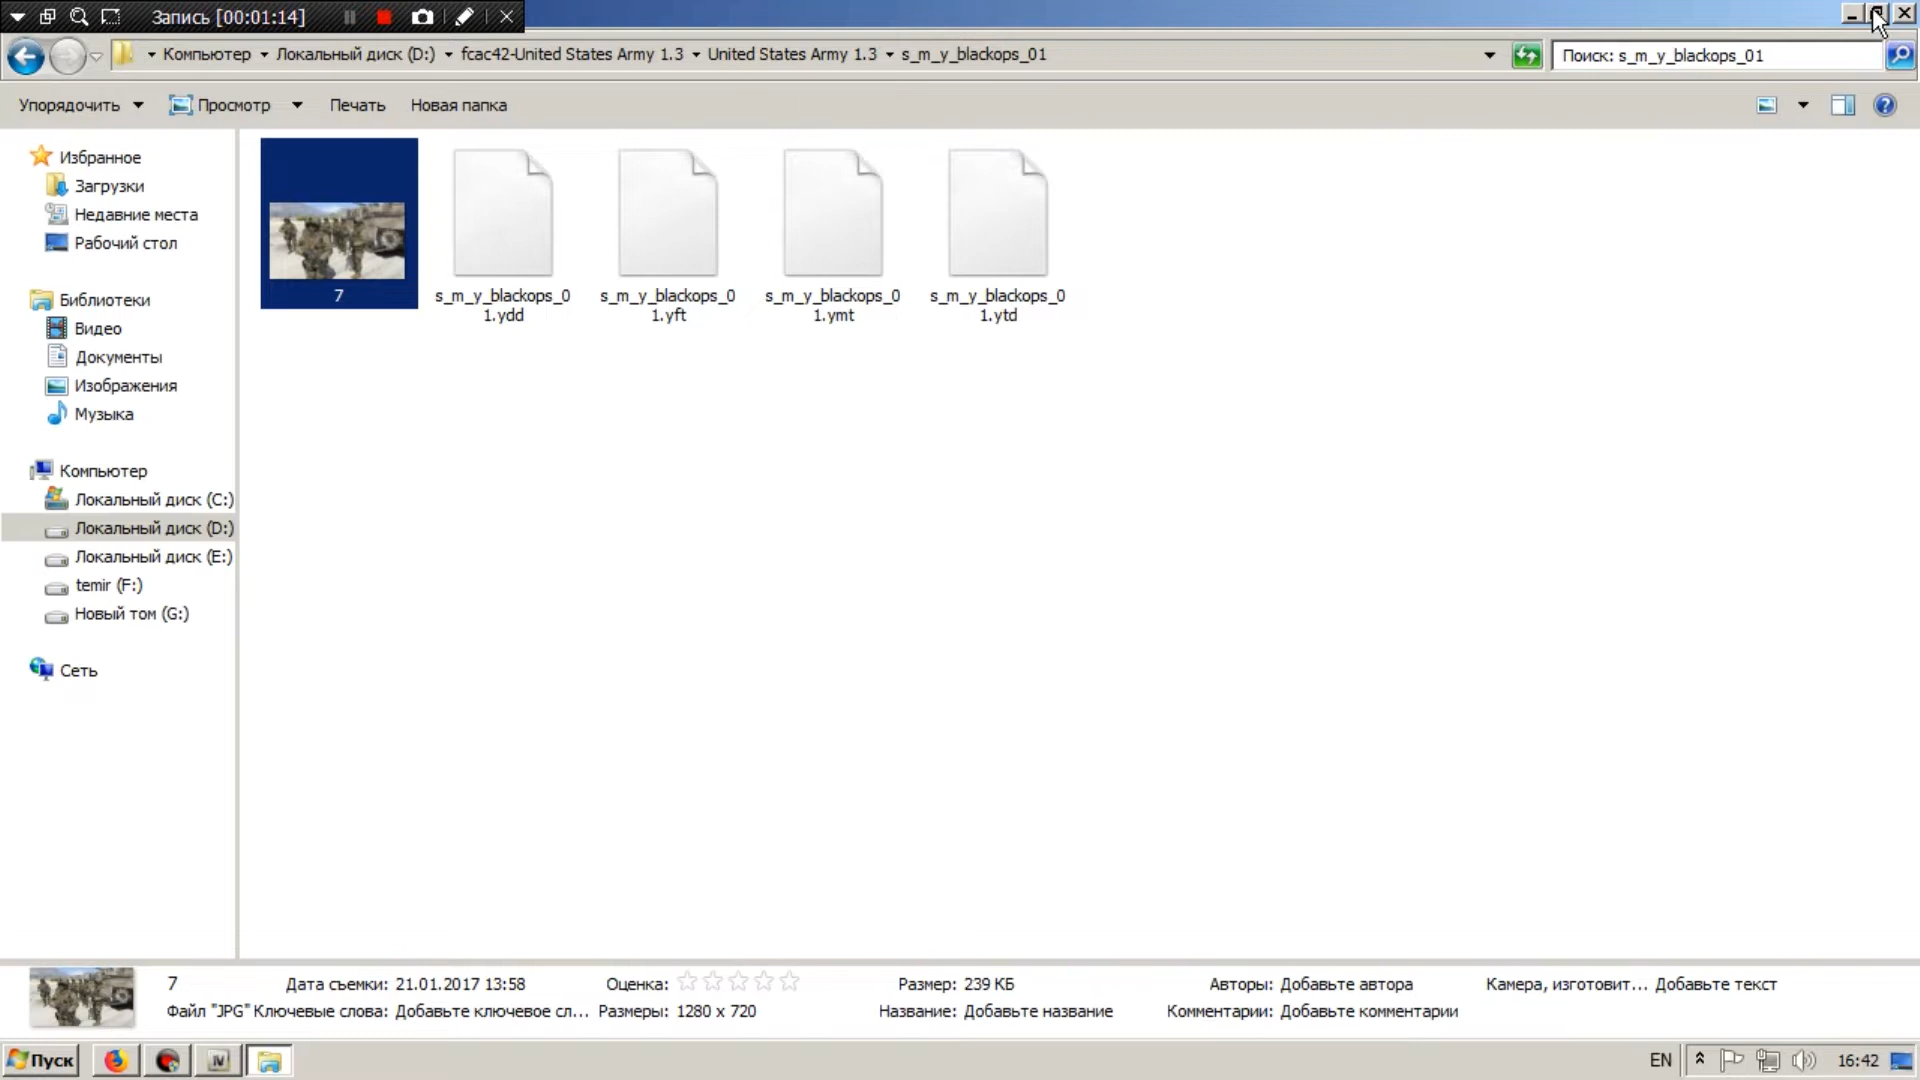 Запись [00:01:14]
Компьютер Локальный диск (D:) fcac42-United States Army 1.3 United States Army 1.3 s_m_y_blackops_01
Поиск: s_m_y_blackops_01
Упорядочить Просмотр Печать Новая папка
Избранное
Загрузки
Недавние места
Рабочий стол
Библиотеки
Видео
Документы
Изображения
Музыка
Компьютер
Локальный диск (C:)
Локальный диск (D:)
Локальный диск (E:)
temir (F:)
Новый том (G:)
Сеть
7
s_m_y_blackops_0
1.ydd
s_m_y_blackops_0
1.yft
s_m_y_blackops_0
1.ymt
s_m_y_blackops_0
1.ytd
7 Дата съемки: 21.01.2017 13:58 Оценка: Размер: 239 КБ Авторы: Добавьте автора Камера, изготовит... Добавьте текст
Файл "JPG" Ключевые слова: Добавьте ключевое сл... Размеры: 1280 x 720 Название: Добавьте название Комментарии: Добавьте комментарии
Пуск
IV
EN 16:42